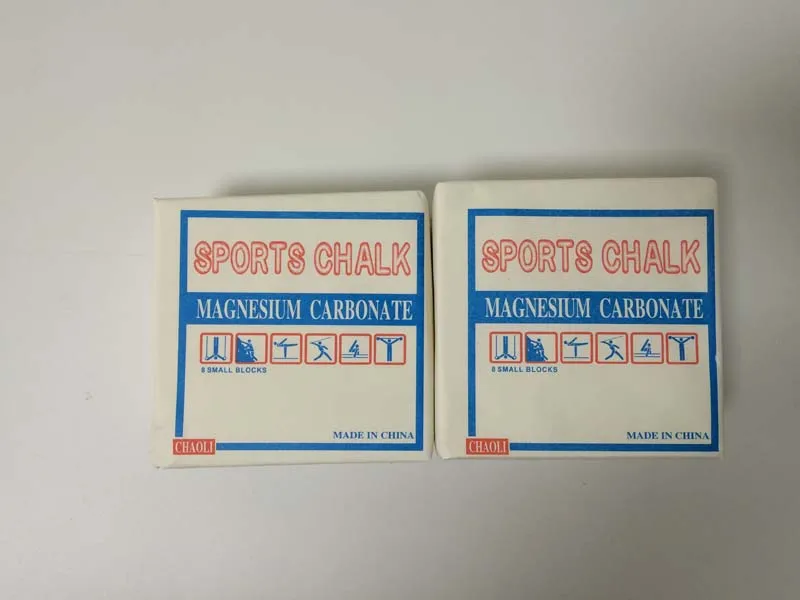 SPORTS CHALK
MAGNESIUM CARBONATE
8 SMALL BLOCKS
MADE IN CHINA
CHAOLI
SPORTS CHALK
MAGNESIUM CARBONATE
8 SMALL BLOCKS
MADE IN CHINA
CHAOLI